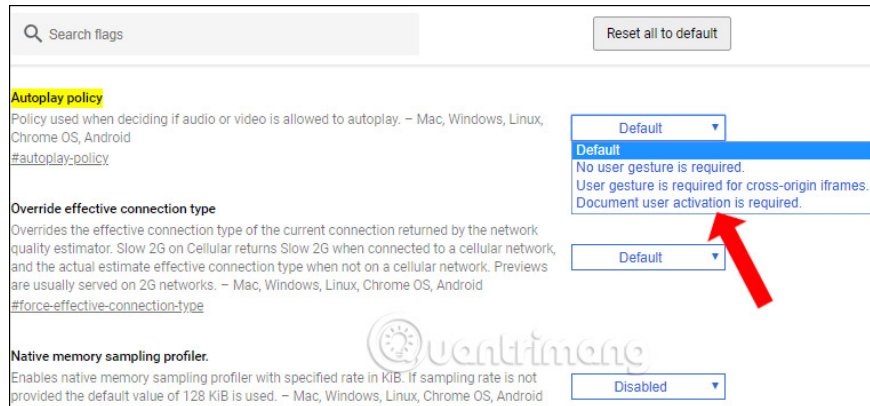 Search flags
Reset all to default
Autoplay policy
Policy used when deciding if audio or video is allowed to autoplay. – Mac, Windows, Linux,
Chrome OS, Android
#autoplay-policy
Default
Default
No user gesture is required.
User gesture is required for cross-origin iframes.
Document user activation is required.
Override effective connection type
Overrides the effective connection type of the current connection returned by the network
quality estimator. Slow 2G on Cellular returns Slow 2G when connected to a cellular network,
and the actual estimate effective connection type when not on a cellular network. Previews
are usually served on 2G networks. – Mac, Windows, Linux, Chrome OS, Android
#force-effective-connection-type
Default
Quantrimang
Native memory sampling profiler.
Enables native memory sampling profiler with specified rate in KiB. If sampling rate is not
provided the default value of 128 KiB is used. – Mac, Windows, Linux, Chrome OS, Android
Disabled